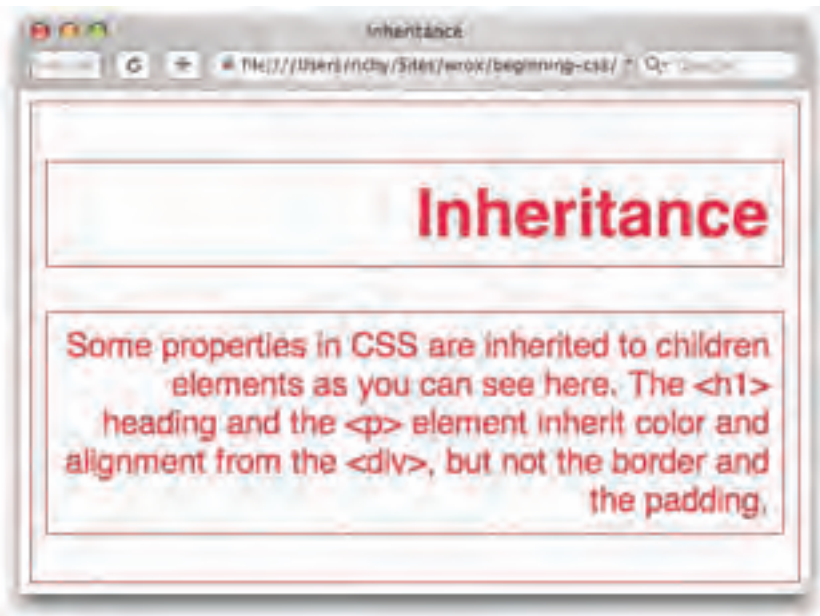 Inheritance
file:///Users/richy/Sites/wrox/beginning-css/
Inheritance
Some properties in CSS are inherited to children
elements as you can see here. The <h1>
heading and the <p> element inherit color and
alignment from the <div>, but not the border and
the padding.